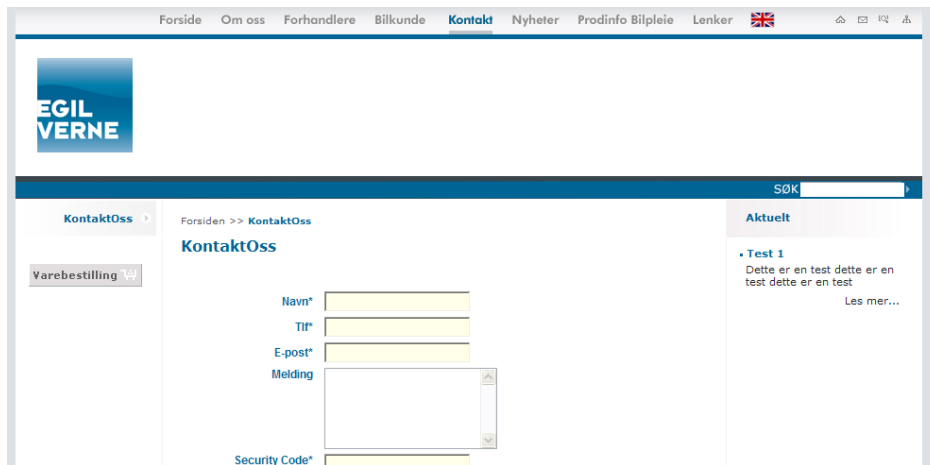 Forside Om oss Forhandlere Bilkunde Kontakt Nyheter Prodinfo Bilpleie Lenker
EGIL
VERNE
SØK
KontaktOss
Forsiden >> KontaktOss
KontaktOss
Varebestilling
Navn*
Tlf*
E-post*
Melding
Security Code*
Aktuelt
Test 1
Dette er en test dette er en
test dette er en test
Les mer...